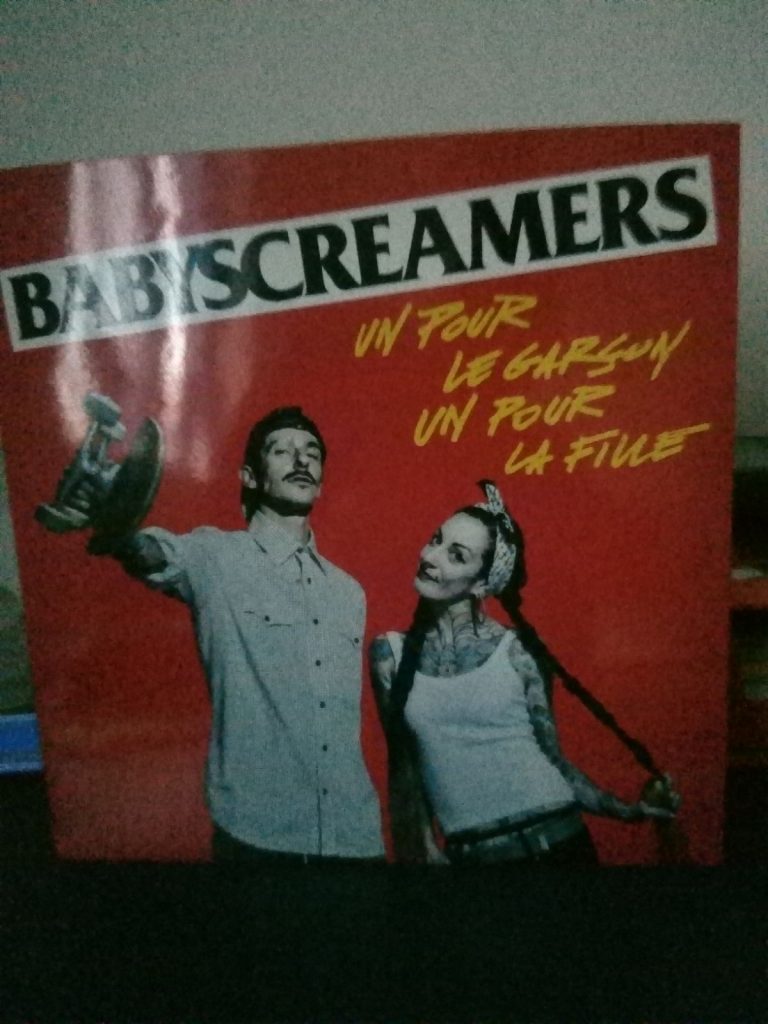 BABYSCREAMERS
UN POUR
LE GARÇON
UN POUR
LA FILLE